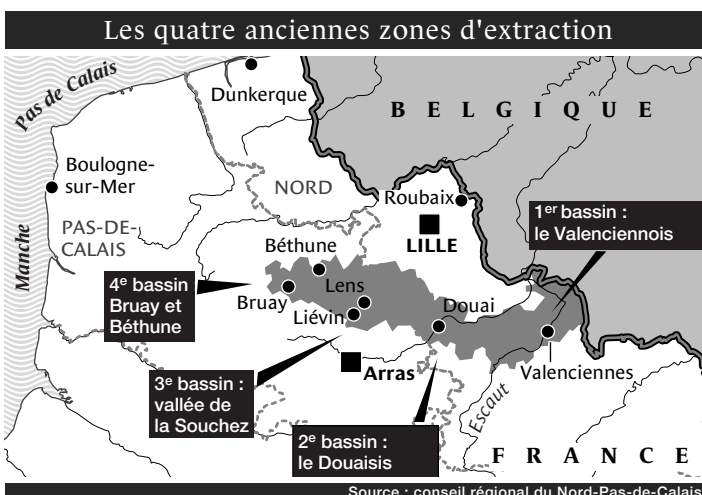 Les quatre anciennes zones d'extraction
Pas de Calais
Dunkerque
BELGIQUE
Boulogne-
sur-Mer
NORD
Roubaix
1er bassin :
le Valenciennois
PAS-DE-
CALAIS
LILLE
Manche
Béthune
4e bassin
Bruay et
Béthune
Bruay
Lens
Liévin
Douai
Arras
Valenciennes
3e bassin :
vallée de
la Souchez
Escaut
2e bassin :
le Douaisis
FRANCE
Source : conseil régional du Nord-Pas-de-Calais